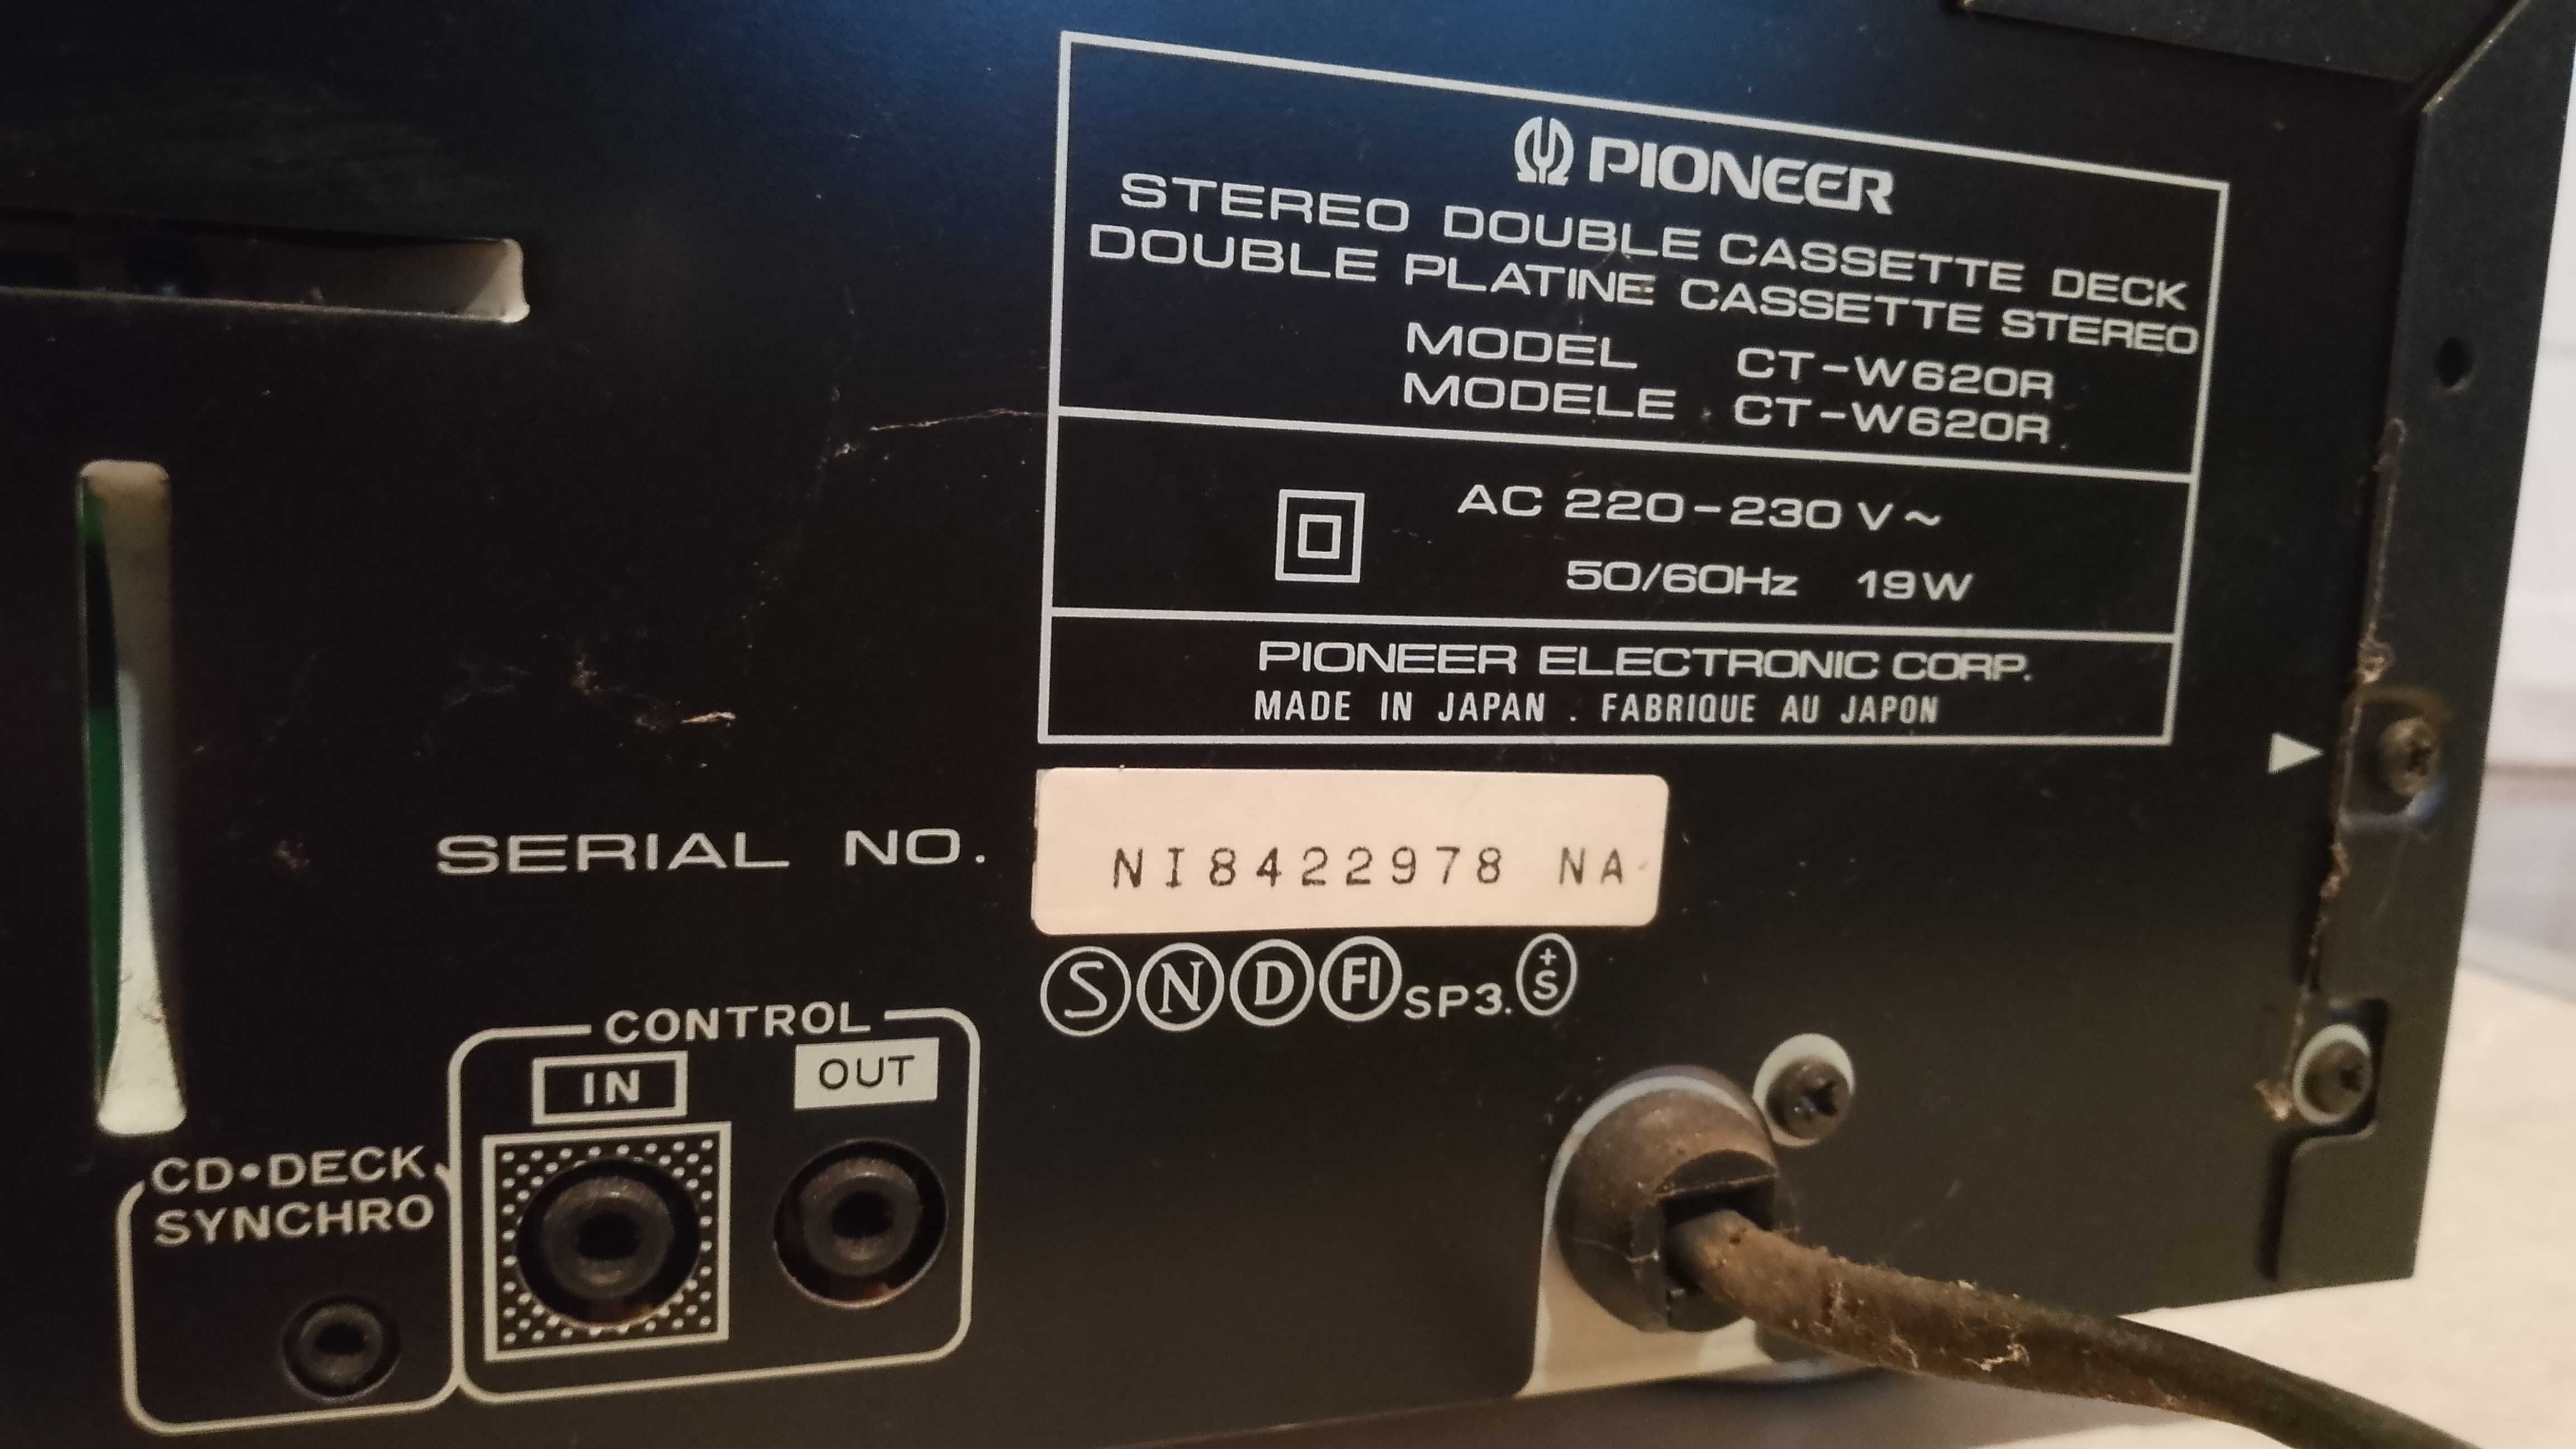 PIONEER
STEREO DOUBLE CASSETTE DECK
DOUBLE PLATINE CASSETTE STEREO
MODEL CT-W620R
MODELE CT-W620R
AC 220-230 V~
50/60Hz 19W
PIONEER ELECTRONIC CORP.
MADE IN JAPAN . FABRIQUE AU JAPON
SERIAL NO. NI8422978 NA
S N D FI SP3. +S
CONTROL
IN OUT
CD•DECK
SYNCHRO